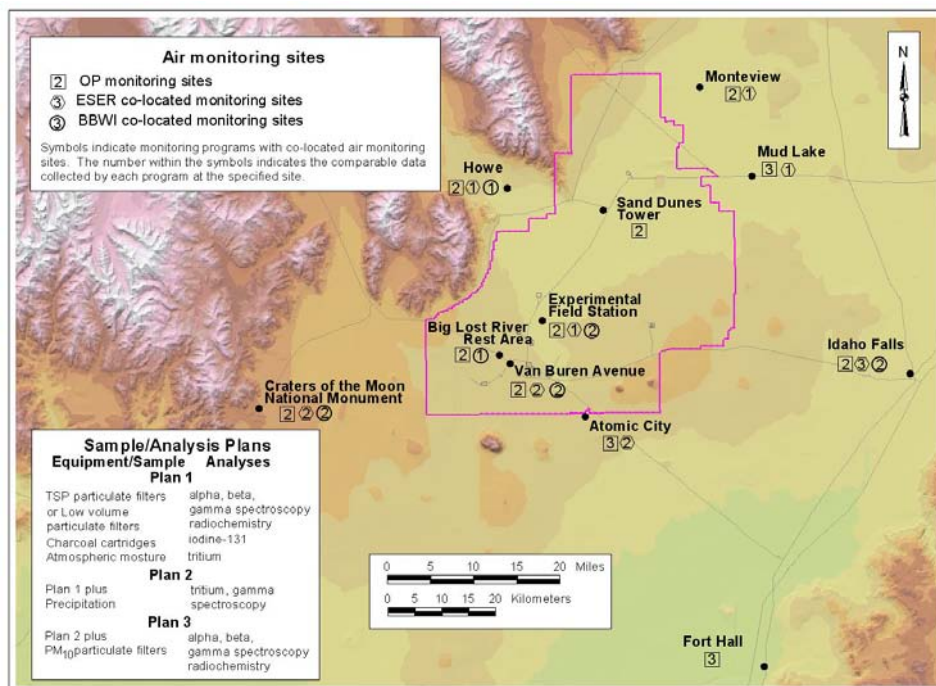 Air monitoring sites
2 OP monitoring sites
3 ESER co-located monitoring sites
3 BBWI co-located monitoring sites
Symbols indicate monitoring programs with co-located air monitoring
sites. The number within the symbols indicates the comparable data
collected by each program at the specified site.
N
Monteview
2 1
Mud Lake
3 1
Howe
2 1 1
Sand Dunes
Tower
2
Experimental
Field Station
2 1 2
Big Lost River
Rest Area
2 1
Van Buren Avenue
2 2 2
Idaho Falls
2 3 2
Craters of the Moon
National Monument
2 2 2
Atomic City
3 2
Sample/Analysis Plans
Equipment/Sample Analyses
Plan 1
TSP particulate filters alpha, beta,
or Low volume gamma spectroscopy
particulate filters radiochemistry
Charcoal cartridges iodine-131
Atmospheric mosture tritium
Plan 2
Plan 1 plus tritium, gamma
Precipitation spectroscopy
Plan 3
Plan 2 plus alpha, beta,
PM10 particulate filters gamma spectroscopy
radiochemistry
0 5 10 15 20 Miles
0 5 10 15 20 Kilometers
Fort Hall
3